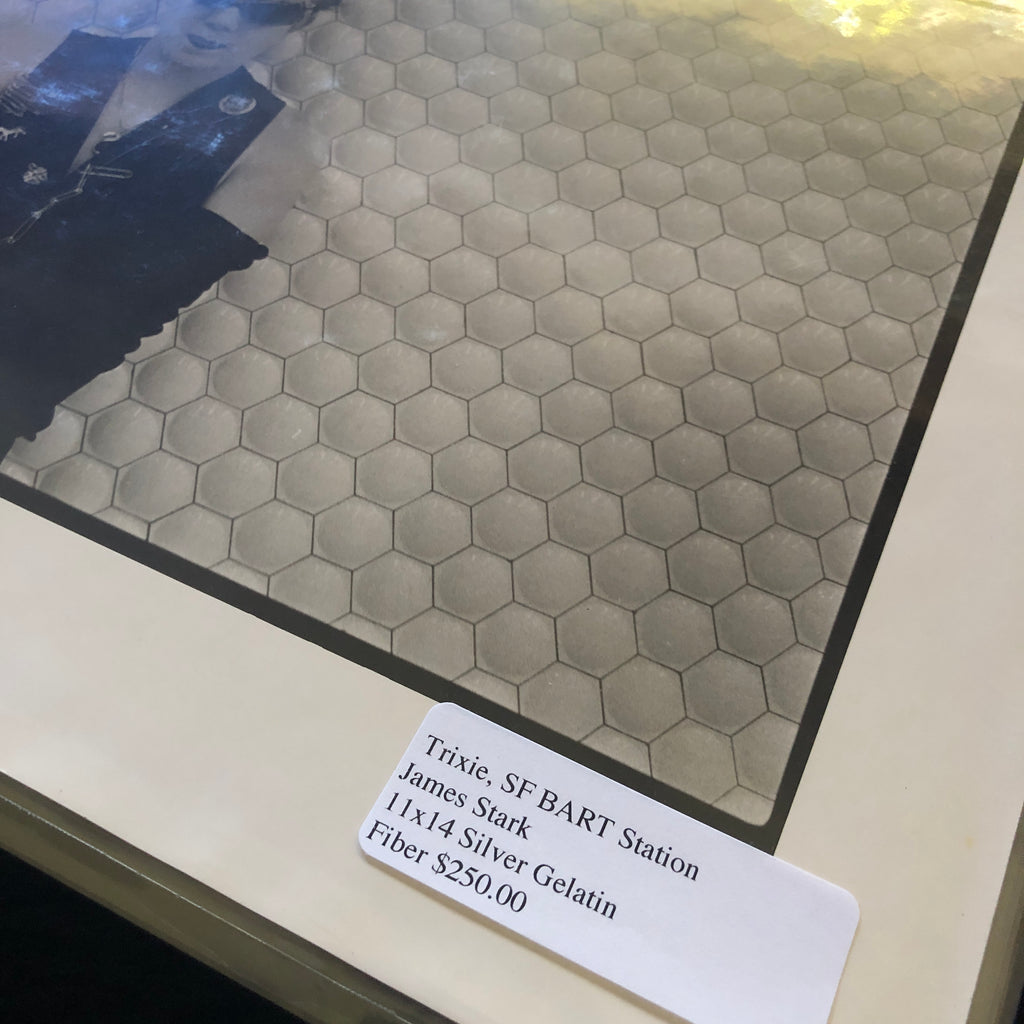 Trixie, SF BART Station
James Stark
11x14 Silver Gelatin
Fiber $250.00